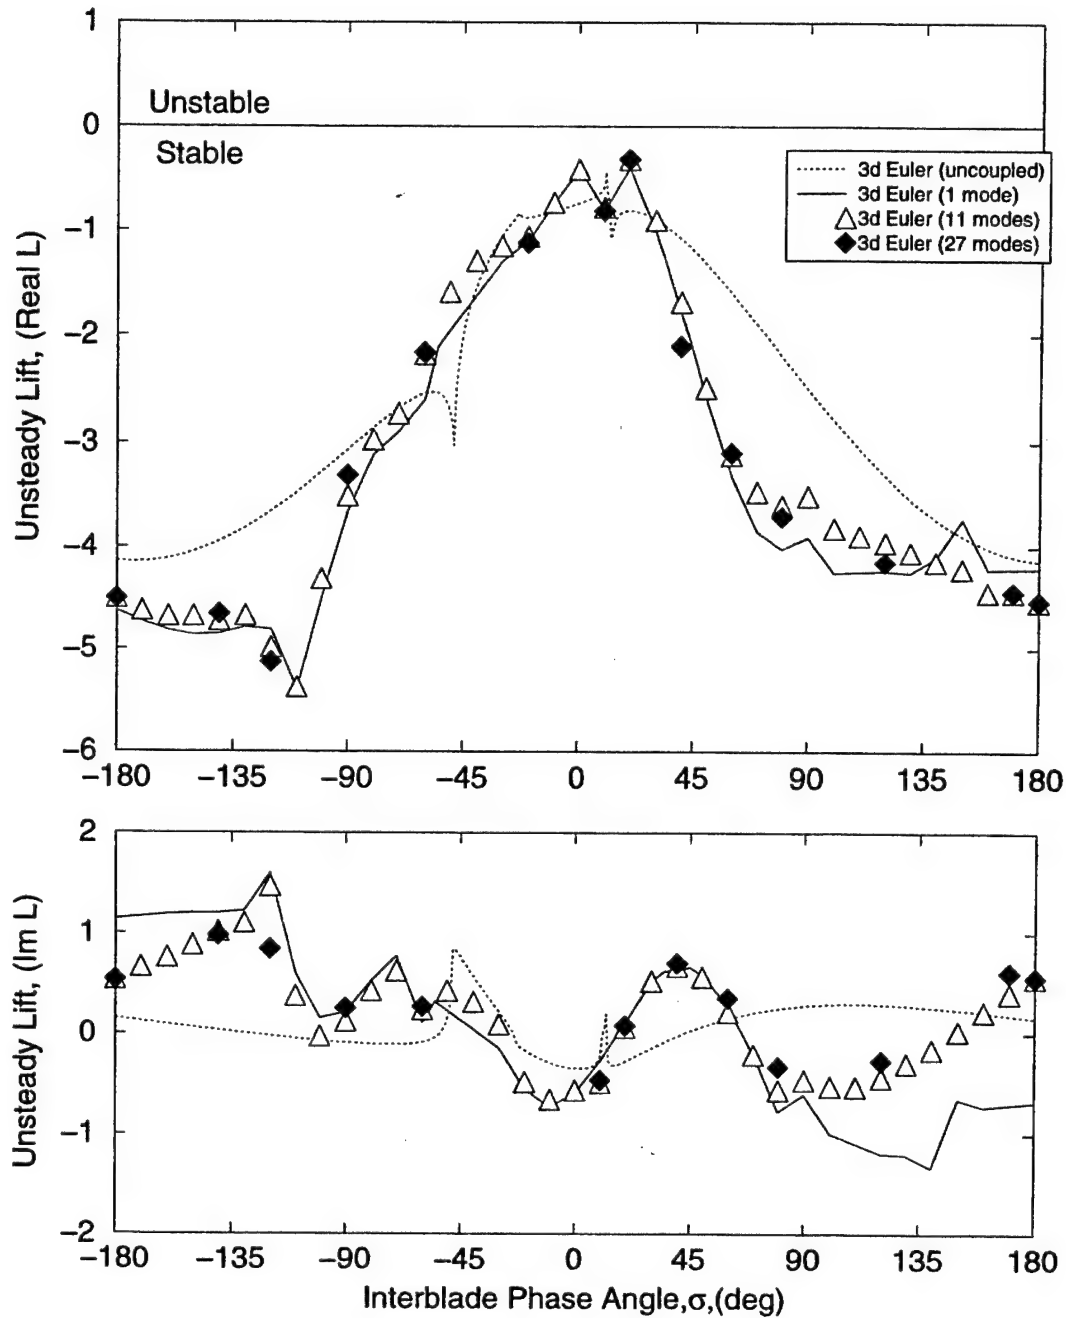 1
Unstable
0
Stable
3d Euler (uncoupled)
3d Euler (1 mode)
3d Euler (11 modes)
3d Euler (27 modes)
−1
−2
−3
−4
−5
−6
Unsteady Lift, (Real L)
−180 −135 −90 −45 0 45 90 135 180
2
1
0
−1
−2
Unsteady Lift, (Im L)
−180 −135 −90 −45 0 45 90 135 180
Interblade Phase Angle,σ,(deg)